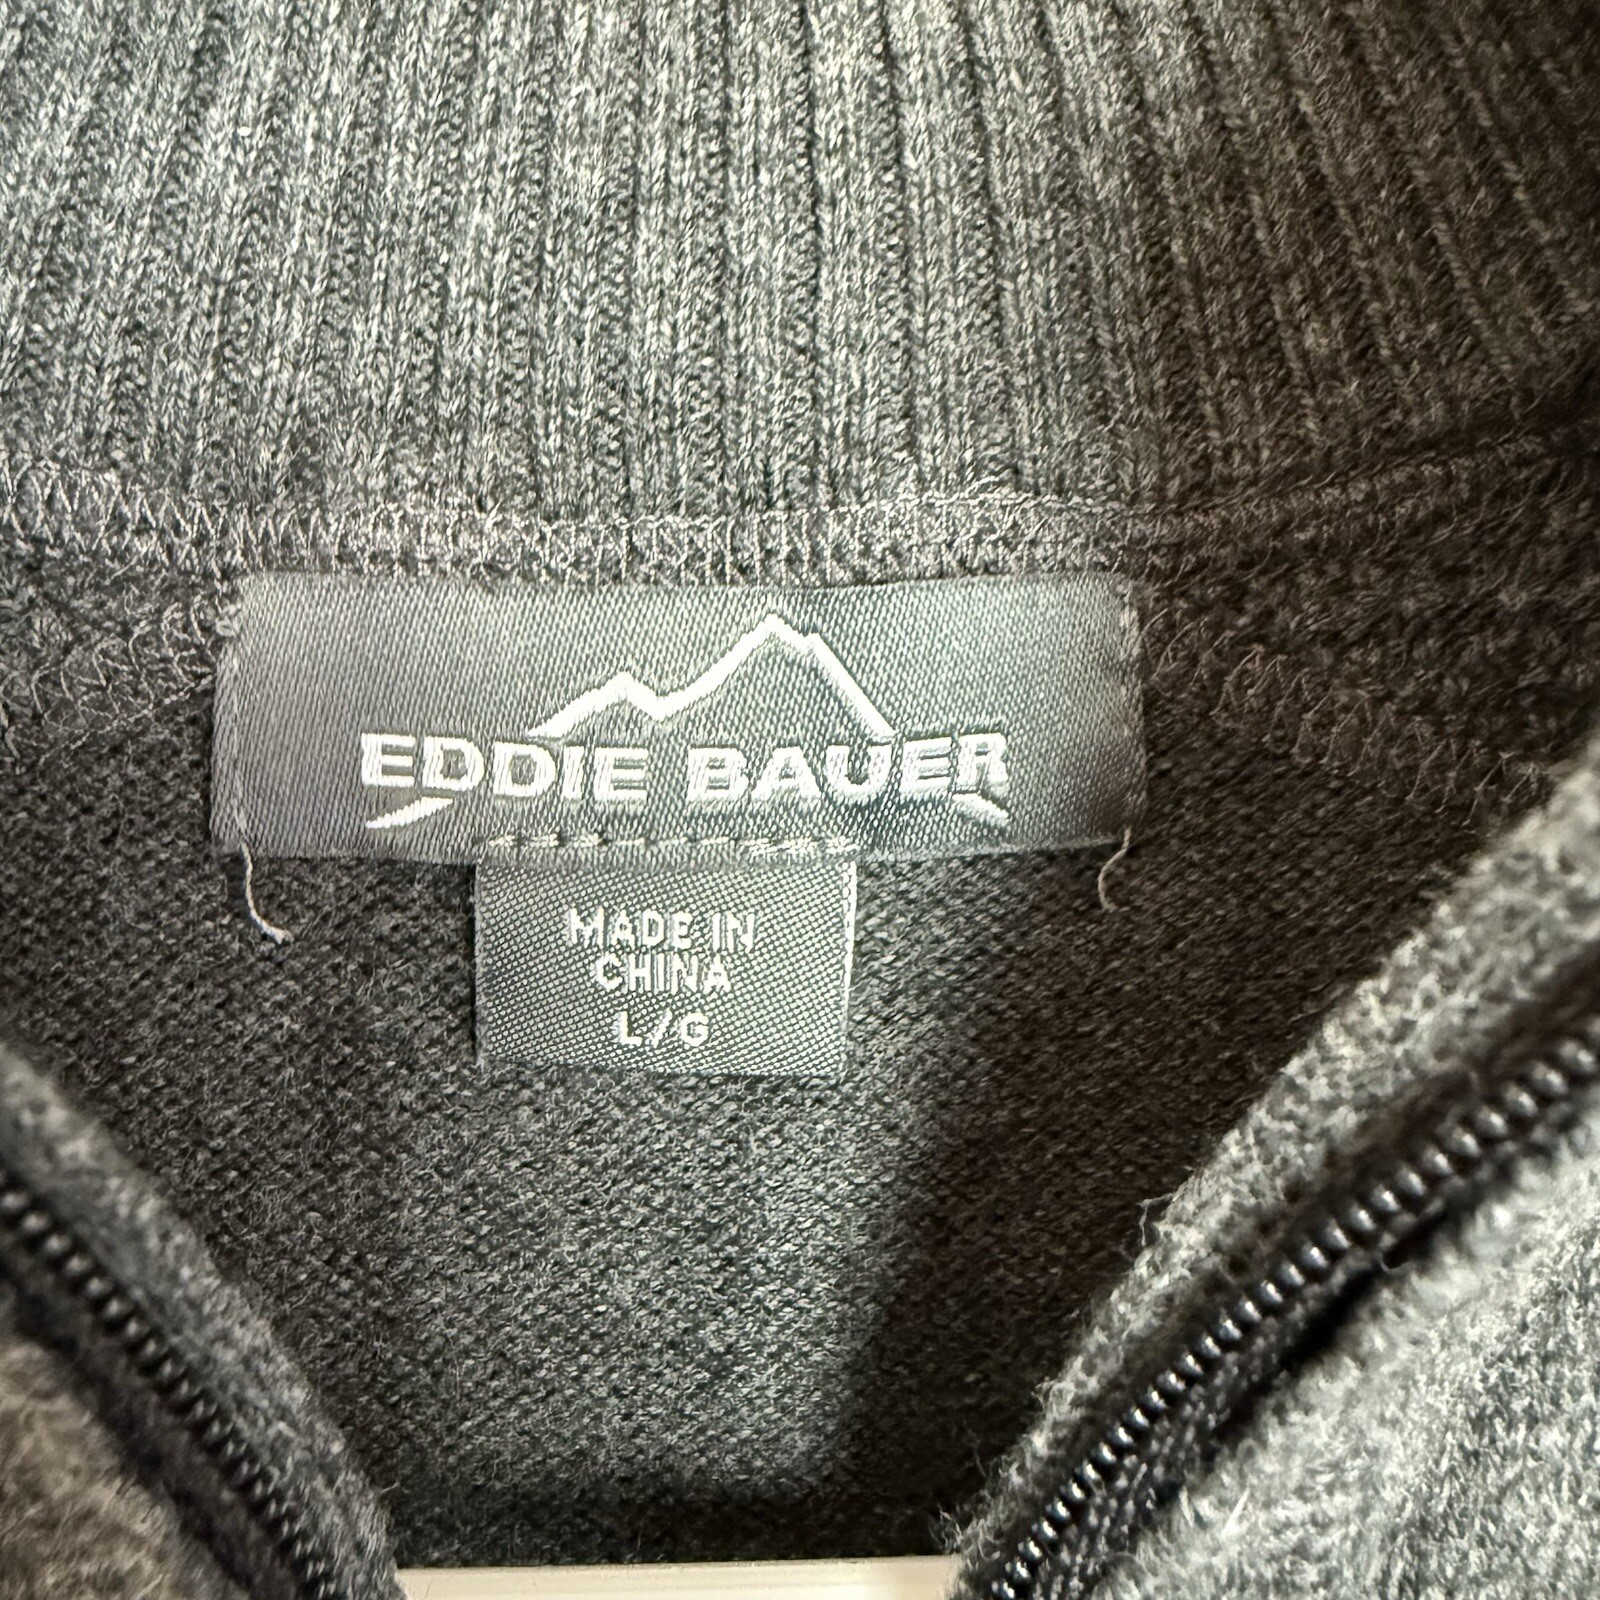 EDDIE BAUER
MADE IN
CHINA
L/G